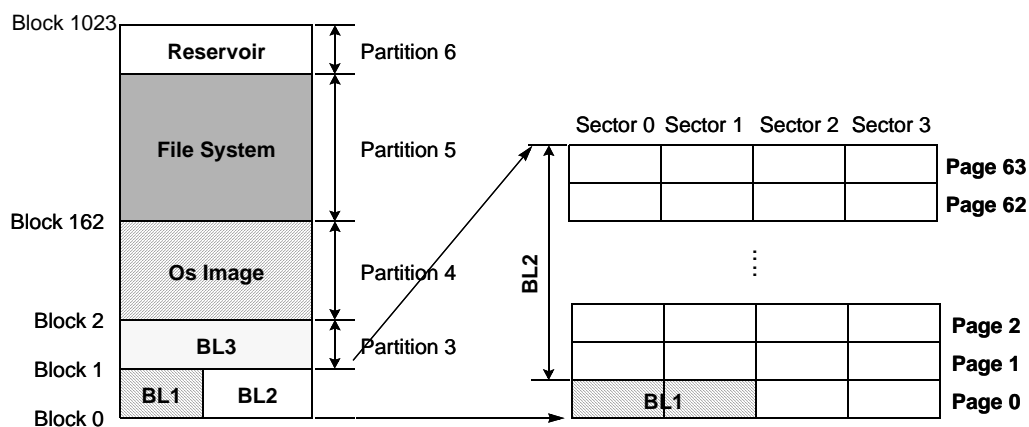 Block 1023
Reservoir
Partition 6
File System
Partition 5
Block 162
Os Image
Partition 4
Block 2
BL3
Partition 3
Block 1
BL1
BL2
Block 0
Sector 0 Sector 1 Sector 2 Sector 3
Page 63
Page 62
BL2
Page 2
Page 1
BL1
Page 0